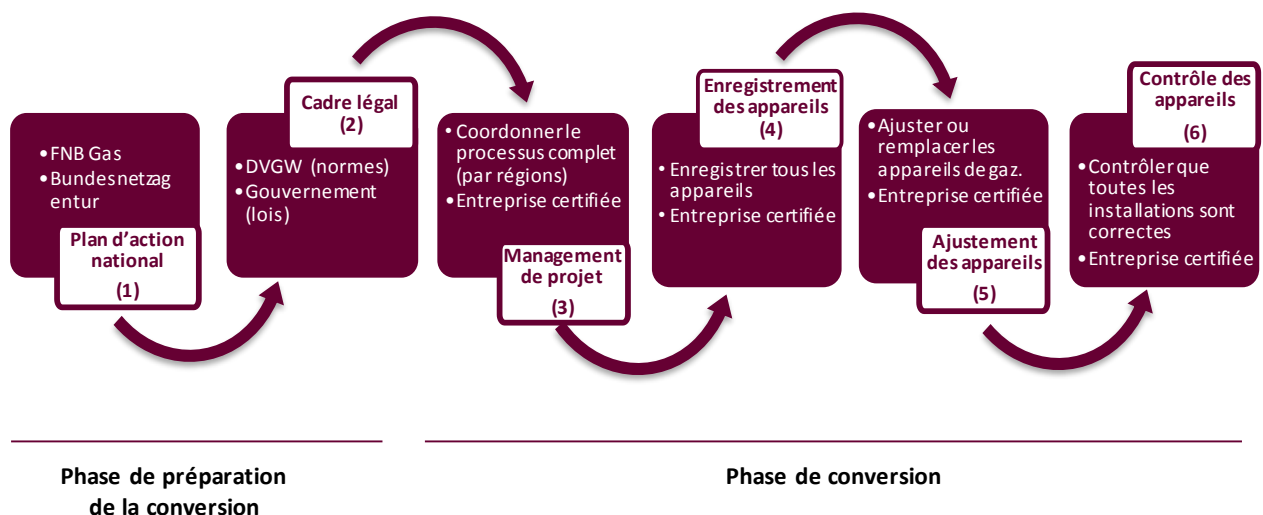 •FNB Gas
•Bundesnetzag
entur
Plan d’action
national
(1)
Cadre légal
(2)
•DVGW (normes)
•Gouvernement
(lois)
• Coordonner le
processus complet
(par régions)
•Entreprise certifiée
Management
de projet
(3)
Enregistrement
des appareils
(4)
• Enregistrer tous les
appareils
• Entreprise certifiée
•Ajuster ou
remplacer les
appareils de gaz.
•Entreprise certifiée
Ajustement
des appareils
(5)
Contrôle des
appareils
(6)
•Contrôler que
toutes les
installations sont
correctes
•Entreprise certifiée
Phase de préparation
de la conversion
Phase de conversion